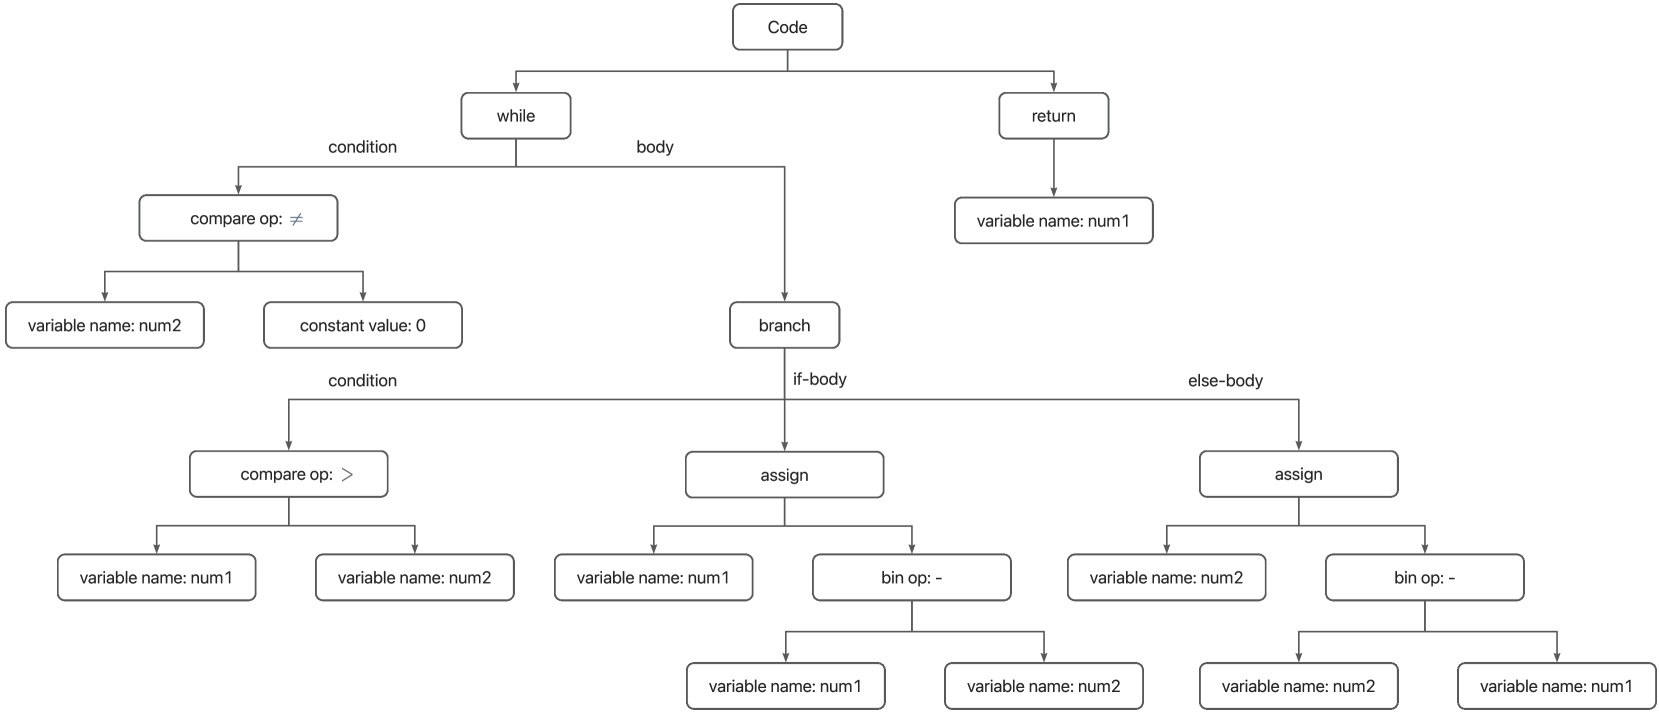 Code
while
return
condition
body
compare op: ≠
variable name: num1
variable name: num2
constant value: 0
branch
condition
if-body
else-body
compare op: >
assign
assign
variable name: num1
variable name: num2
variable name: num1
bin op: -
variable name: num2
bin op: -
variable name: num1
variable name: num2
variable name: num2
variable name: num1